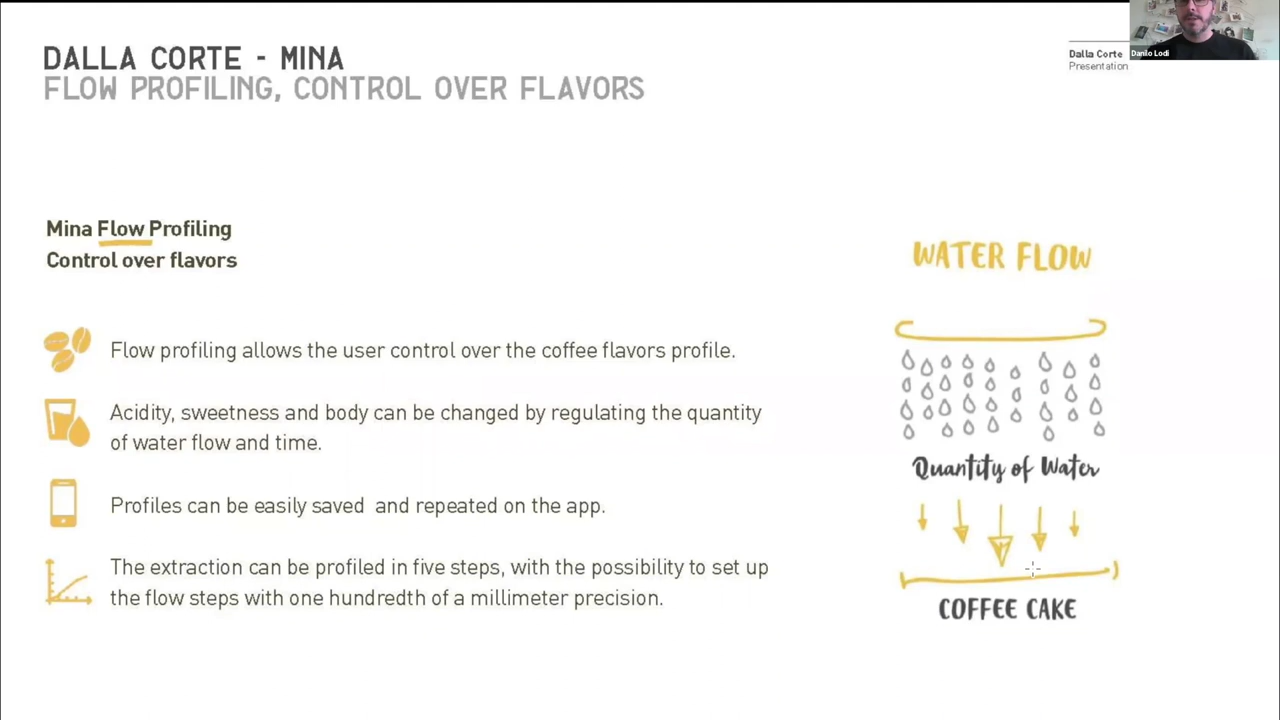 DALLA CORTE - MINA
FLOW PROFILING, CONTROL OVER FLAVORS
Dalla Corte
Presentation
Danilo Lodi
Mina Flow Profiling
Control over flavors
Flow profiling allows the user control over the coffee flavors profile.
Acidity, sweetness and body can be changed by regulating the quantity
of water flow and time.
Profiles can be easily saved and repeated on the app.
The extraction can be profiled in five steps, with the possibility to set up
the flow steps with one hundredth of a millimeter precision.
WATER FLOW
Quantity of Water
COFFEE CAKE